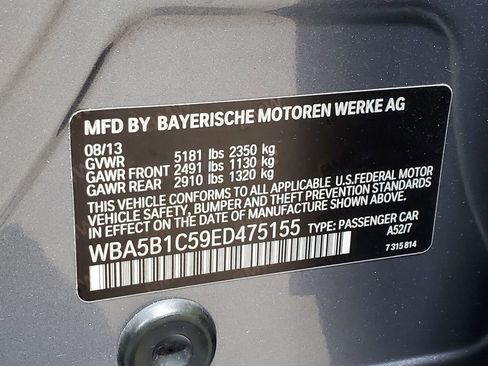 MFD BY BAYERISCHE MOTOREN WERKE AG
08/13
GVWR 5181 lbs 2350 kg
GAWR FRONT 2491 lbs 1130 kg
GAWR REAR 2910 lbs 1320 kg
THIS VEHICLE CONFORMS TO ALL APPLICABLE U.S. FEDERAL MOTOR
VEHICLE SAFETY, BUMPER AND THEFT PREVENTION STANDARDS
IN EFFECT ON THE DATE OF MANUFACTURE SHOWN ABOVE.
WBA5B1C59ED475155 TYPE: PASSENGER CAR
A52/7
7 315 814